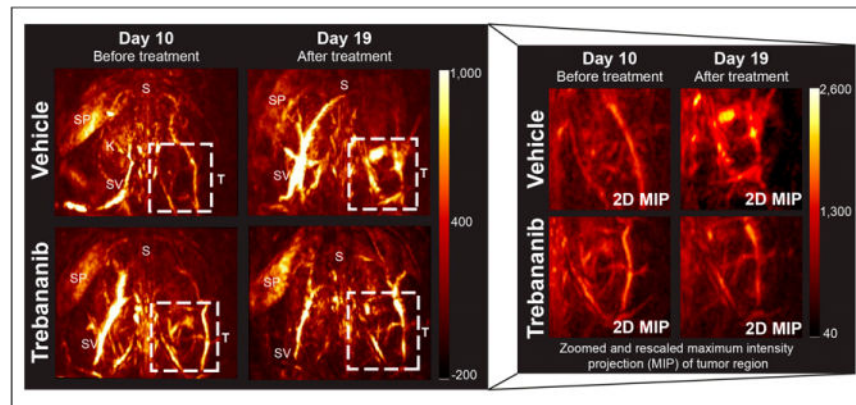 Day 10
Before treatment
Day 19
After treatment
Vehicle
Trebananib
S
SP
K
SV
T
S
SP
SV
T
S
SP
SV
T
S
SP
SV
T
1,000
400
-200
Day 10
Before treatment
Day 19
After treatment
Vehicle
Trebananib
2D MIP
2D MIP
2D MIP
2D MIP
2,600
1,300
40
Zoomed and rescaled maximum intensity
projection (MIP) of tumor region